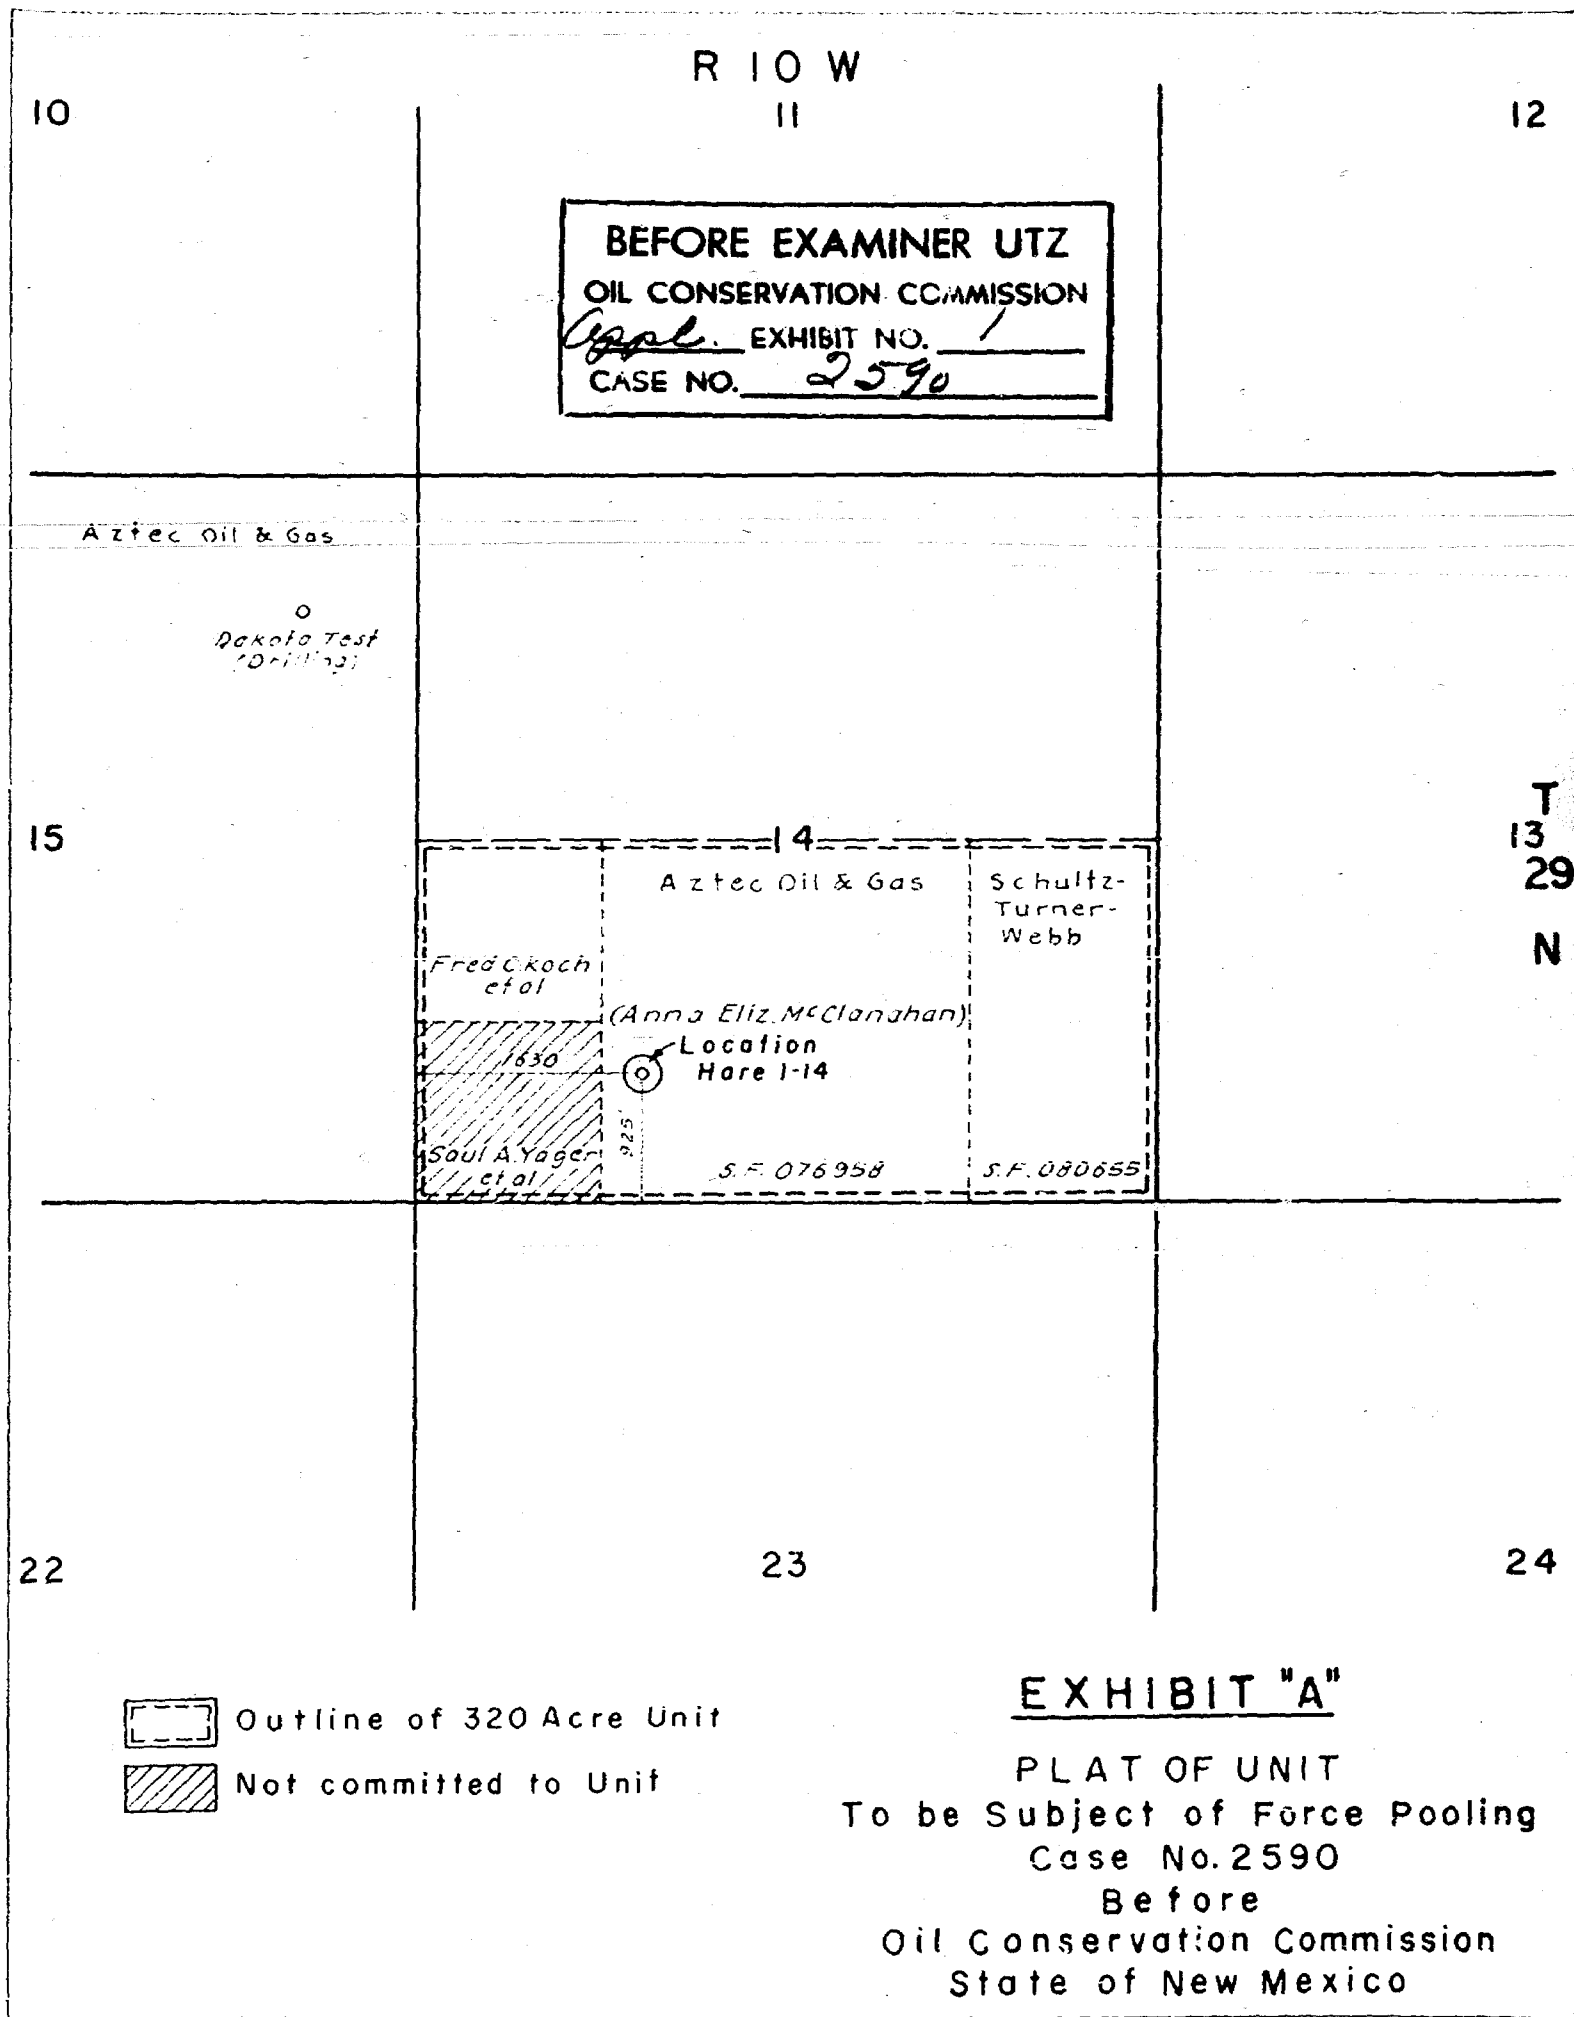 R 10 W
10
11
12
BEFORE EXAMINER UTZ
OIL CONSERVATION COMMISSION
Appl. EXHIBIT NO. 1
CASE NO. 2590
Aztec Oil & Gas
Dakota Test
(Drilling)
15
14
T
13
29
N
Aztec Oil & Gas
Schultz-
Turner-
Webb
Fred C. Koch
et al
(Anna Eliz. McClanahan)
Location
Hare 1-14
1630
925'
Saul A. Yager
et al
S.F. 076958
S.F. 080655
22
23
24
Outline of 320 Acre Unit
Not committed to Unit
EXHIBIT "A"
PLAT OF UNIT
To be Subject of Force Pooling
Case No. 2590
Before
Oil Conservation Commission
State of New Mexico